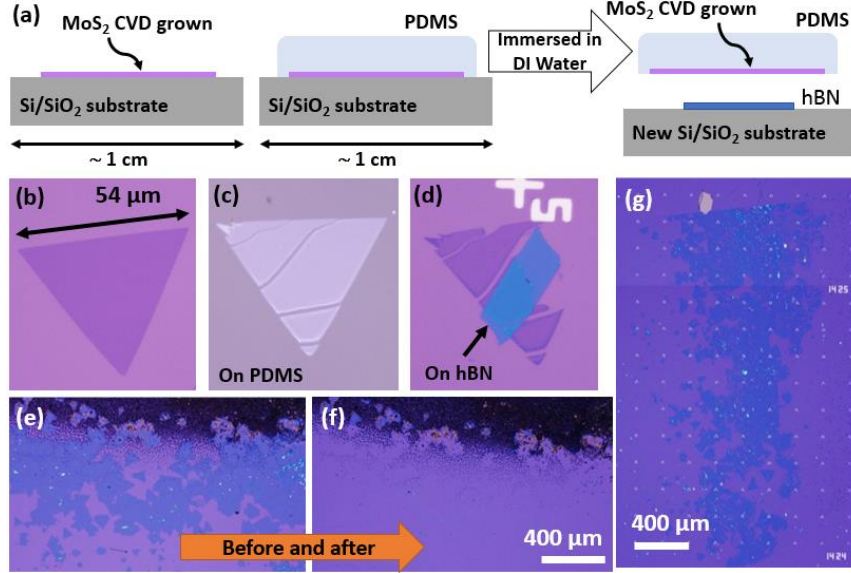 (a)
MoS₂ CVD grown
Si/SiO₂ substrate
~ 1 cm
PDMS
Si/SiO₂ substrate
~ 1 cm
Immersed in
DI Water
MoS₂ CVD grown
PDMS
hBN
New Si/SiO₂ substrate
(b)
54 µm
(c)
On PDMS
(d)
On hBN
(e)
(f)
Before and after
400 µm
(g)
1425
400 µm
1424